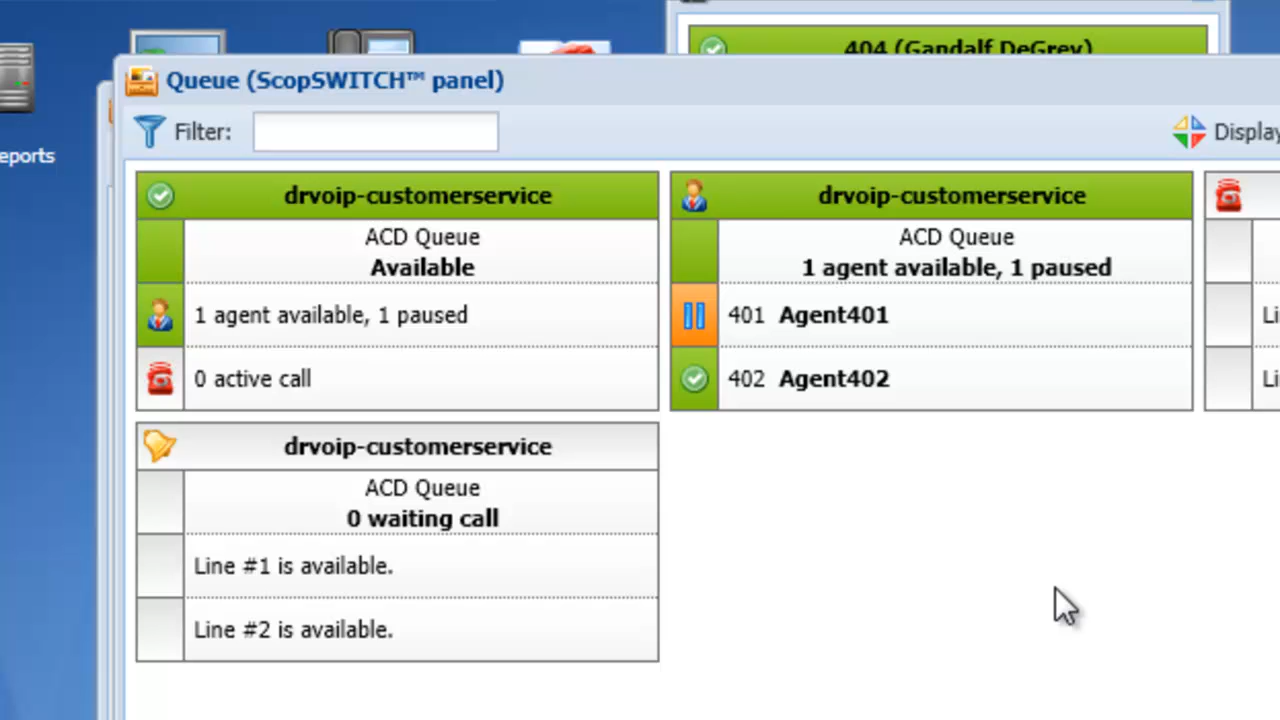 404 (Gandalf DeGrey)
Queue (ScopSWITCH™ panel)
Filter:
Display
eports
drvoip-customerservice
ACD Queue
Available
1 agent available, 1 paused
0 active call
drvoip-customerservice
ACD Queue
1 agent available, 1 paused
401 Agent401
402 Agent402
Li
Li
drvoip-customerservice
ACD Queue
0 waiting call
Line #1 is available.
Line #2 is available.